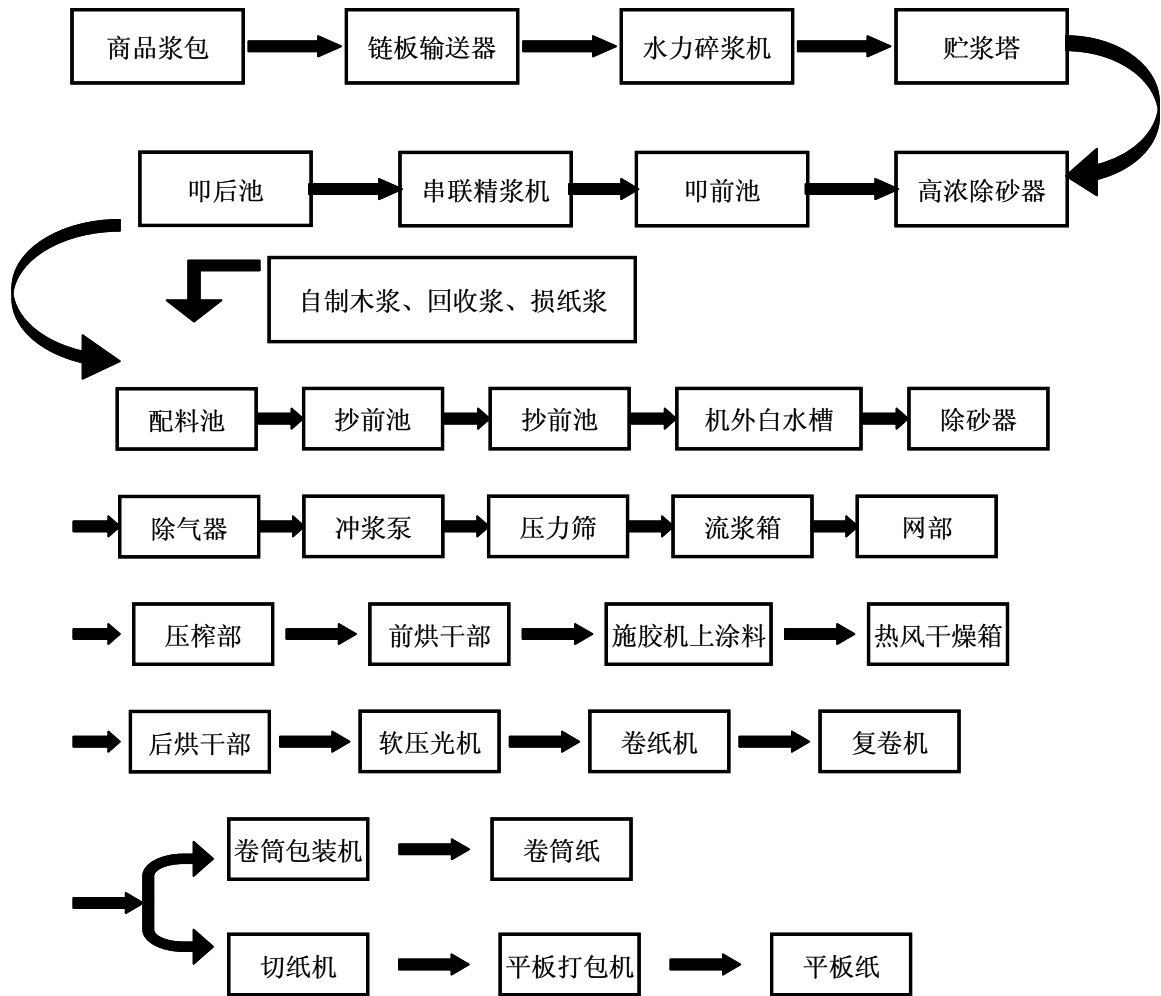 商品浆包
链板输送器
水力碎浆机
贮浆塔
叩后池
串联精浆机
叩前池
高浓除砂器
自制木浆、回收浆、损纸浆
配料池
抄前池
抄前池
机外白水槽
除砂器
除气器
冲浆泵
压力筛
流浆箱
网部
压榨部
前烘干部
施胶机上涂料
热风干燥箱
后烘干部
软压光机
卷纸机
复卷机
卷筒包装机
卷筒纸
切纸机
平板打包机
平板纸